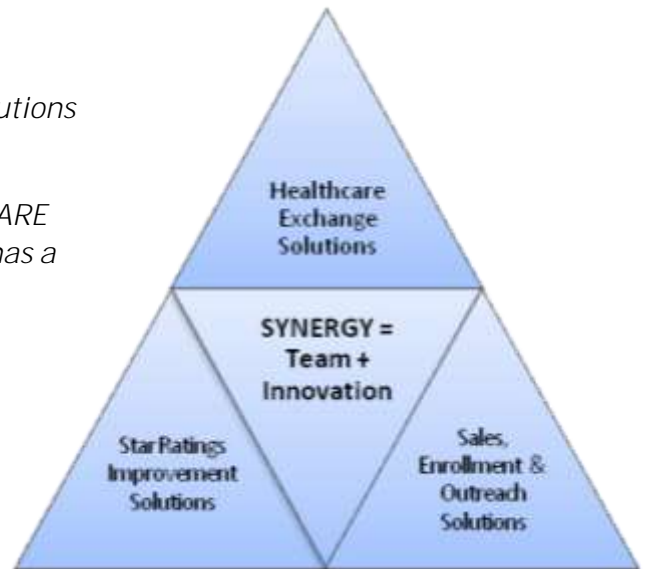 utions
ARE
has a
Healthcare
Exchange
Solutions
SYNERGY =
Team +
Innovation
Star Ratings
Improvement
Solutions
Sales,
Enrollment &
Outreach
Solutions